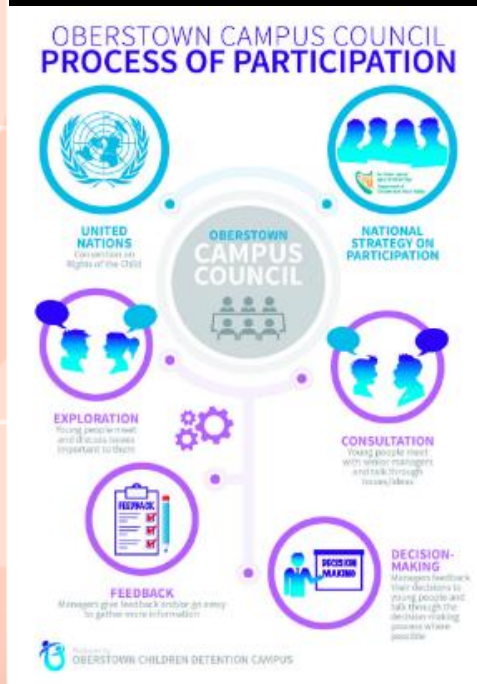 OBERSTOWN CAMPUS COUNCIL
PROCESS OF PARTICIPATION
UNITED
NATIONS
Convention on
Rights of the Child
NATIONAL
STRATEGY ON
PARTICIPATION
OBERSTOWN
CAMPUS
COUNCIL
EXPLORATION
Young people meet
and discuss issues
important to them
CONSULTATION
Young people meet
with senior managers
and talk through
issues/ideas
FEEDBACK
FEEDBACK
Managers give feedback and/or go away
to gather more information
DECISION
MAKING
DECISION-
MAKING
Managers feedback
their decisions to
young people and
talk through the
decision-making
process where
possible
OBERSTOWN CHILDREN DETENTION CAMPUS